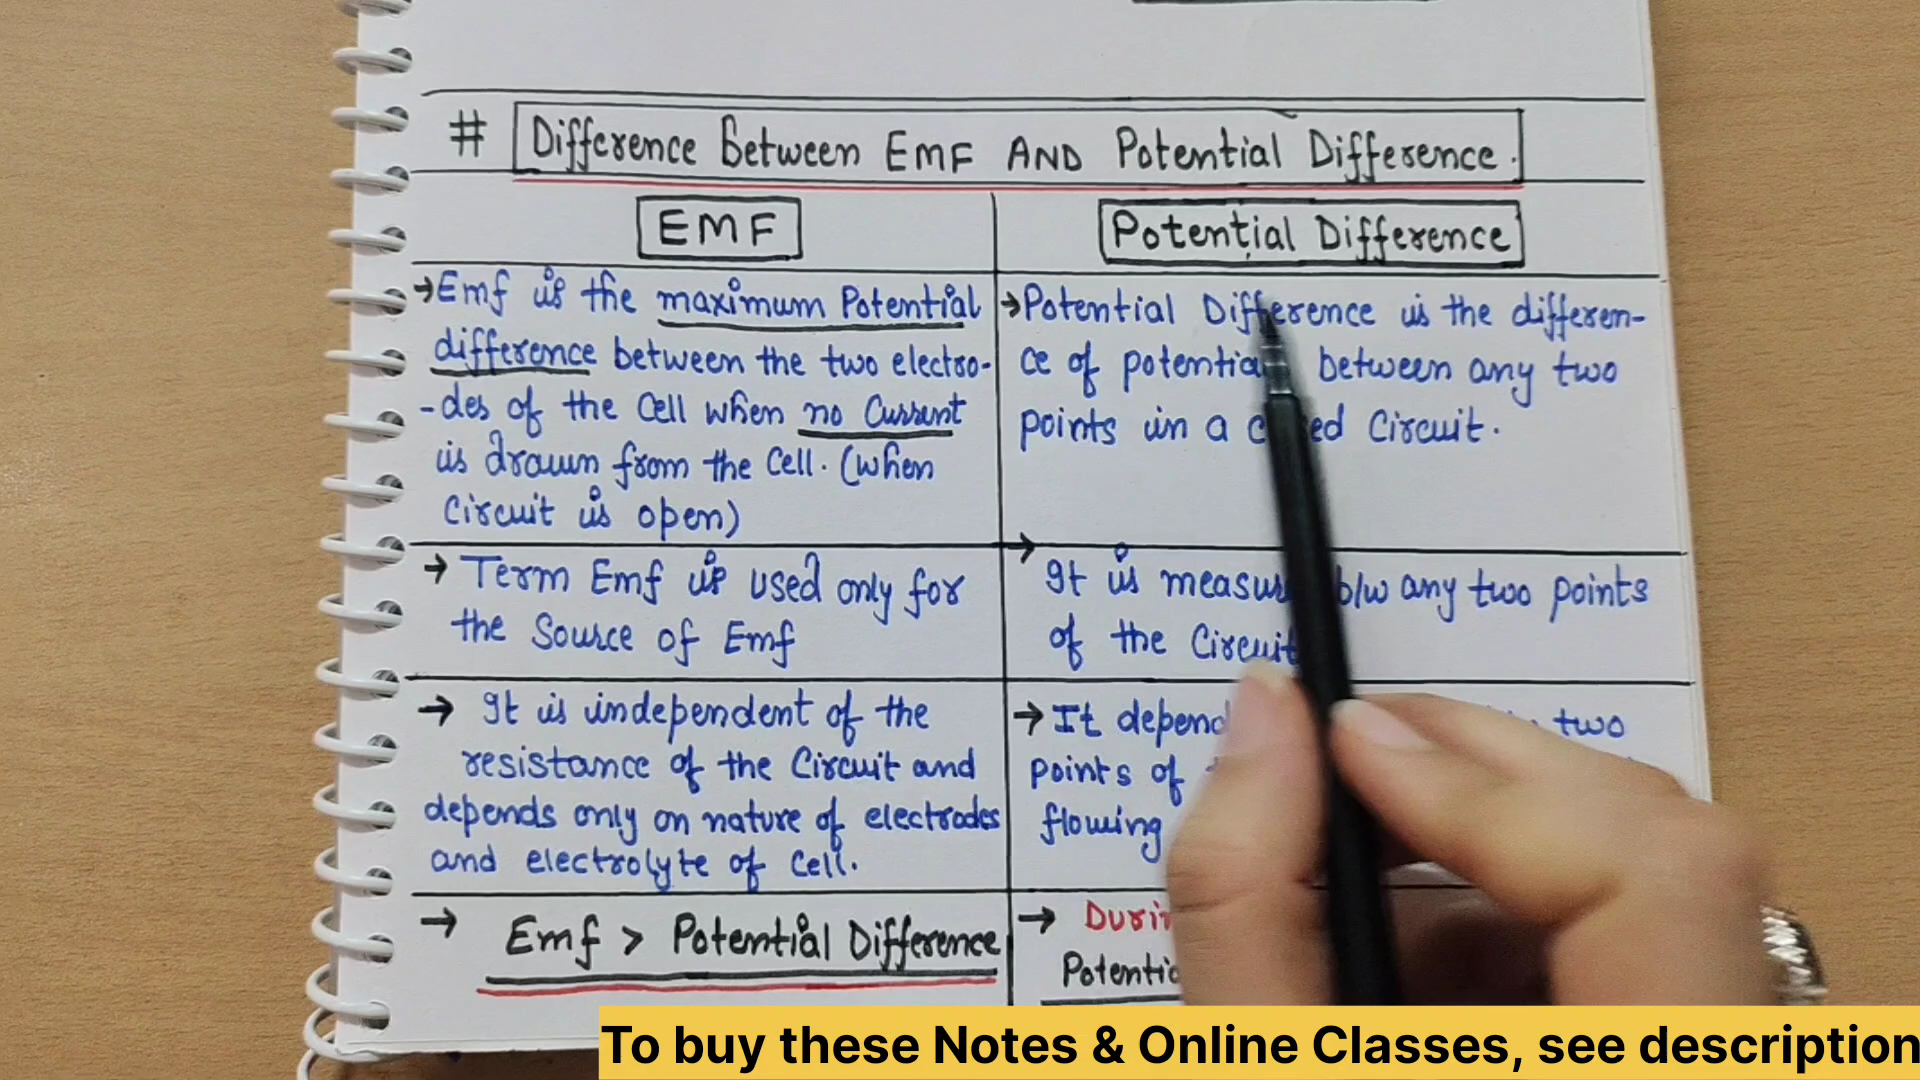 # Difference between EMF AND Potential Difference.
EMF
Potential Difference
→ Emf is the maximum Potential
difference between the two electro-
-des of the cell when no current
is drawn from the cell. (when
circuit is open)
→ Potential Difference is the differen-
ce of potential between any two
points in a circuit.
→ Term Emf is used only for
the source of Emf
→ It is b/w any two points
of the Circuit
→ It is independent of the
resistance of the circuit and
depends only on nature of electrodes
and electrolyte of cell.
→ It two
points of
flowing
→ Emf > Potential Difference
→
To buy these Notes & Online Classes, see description